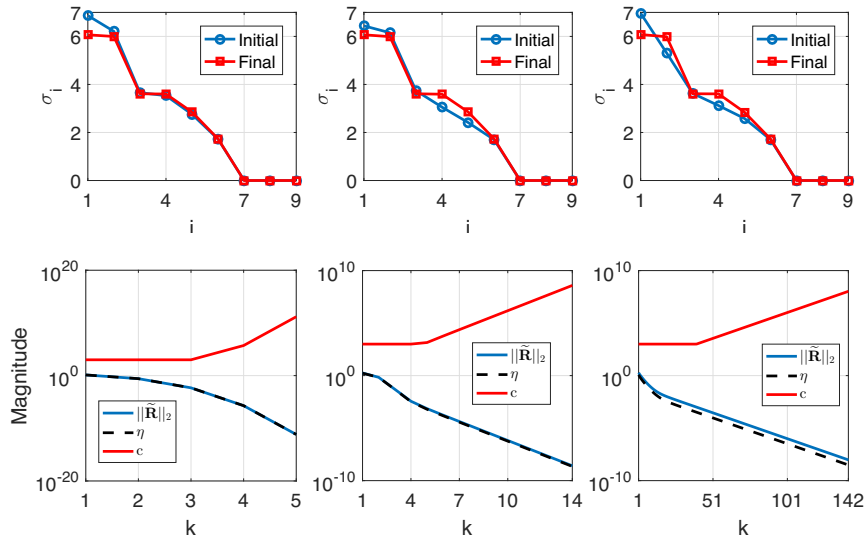 7
6
4
2
0
σi
Initial
Final
1 4 7 9
i
7
6
4
2
0
σi
Initial
Final
1 4 7 9
i
7
6
4
2
0
σi
Initial
Final
1 4 7 9
i
10^20
10^0
10^-20
Magnitude
||R̃||2
η
c
1 2 3 4 5
k
10^10
10^0
10^-10
||R̃||2
η
c
1 4 7 10 14
k
10^10
10^0
10^-10
||R̃||2
η
c
1 51 101 142
k